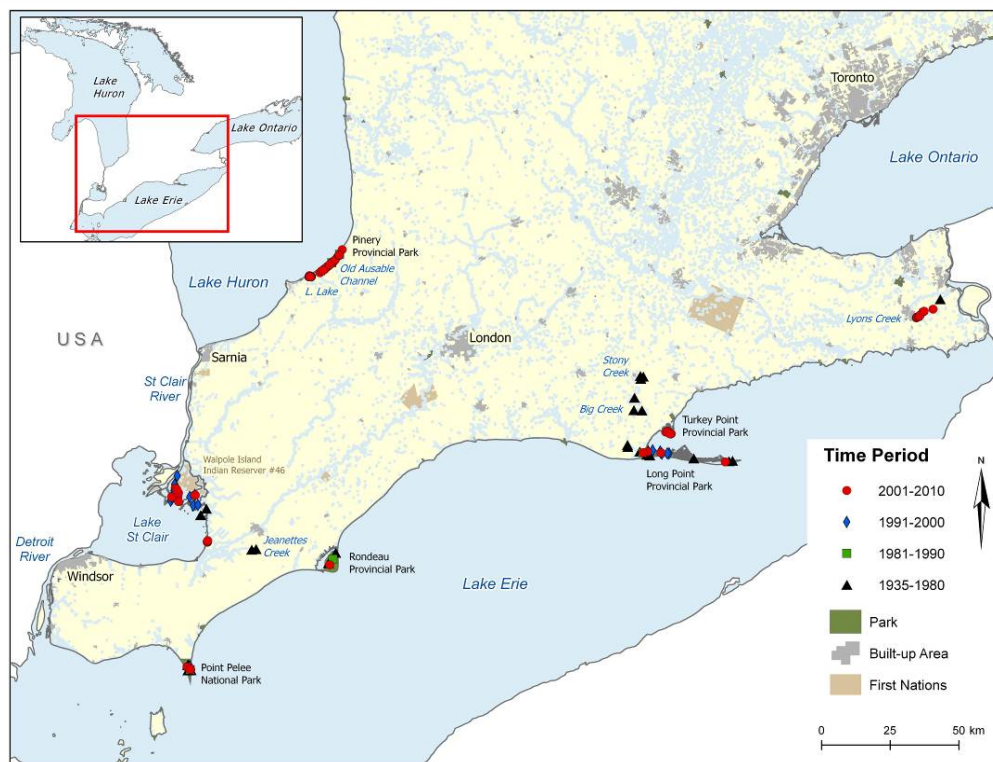 Lake
Huron
Lake Ontario
Lake Erie
Toronto
Lake Ontario
Pinery
Provincial Park
Old Ausable
Channel
L. Lake
Lake Huron
USA
Sarnia
St Clair
River
London
Lyons Creek
Stony
Creek
Big Creek
Turkey Point
Provincial Park
Long Point
Provincial Park
Walpole Island
Indian Reserver #46
Lake
St Clair
Detroit
River
Windsor
Jeanettes
Creek
Rondeau
Provincial Park
Lake Erie
Point Pelee
National Park
Time Period
2001-2010
1991-2000
1981-1990
1935-1980
Park
Built-up Area
First Nations
N
0 25 50 km